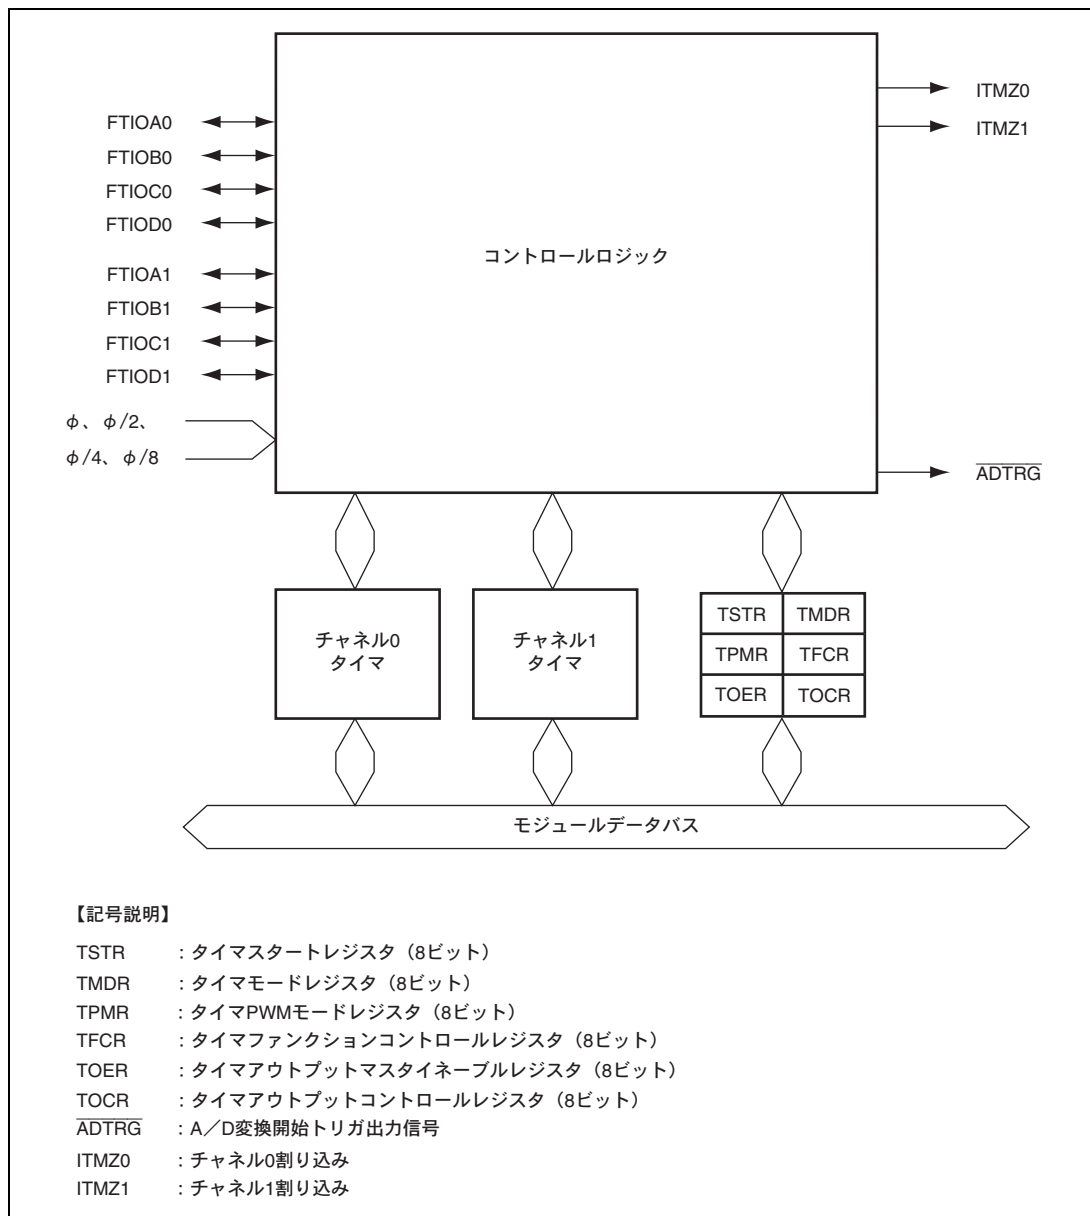 ITMZ0
ITMZ1
FTIOA0
FTIOB0
FTIOC0
FTIOD0
FTIOA1
FTIOB1
FTIOC1
FTIOD1
φ、φ/2、
φ/4、φ/8
コントロールロジック
ADTRG
チャネル0
タイマ
チャネル1
タイマ
TSTR TMDR
TPMR TFCR
TOER TOCR
モジュールデータバス
【記号説明】
TSTR :タイマスタートレジスタ(8ビット)
TMDR :タイマモードレジスタ(8ビット)
TPMR :タイマPWMモードレジスタ(8ビット)
TFCR :タイマファンクションコントロールレジスタ(8ビット)
TOER :タイマアウトプットマスタイネーブルレジスタ(8ビット)
TOCR :タイマアウトプットコントロールレジスタ(8ビット)
ADTRG :A/D変換開始トリガ出力信号
ITMZ0 :チャネル0割り込み
ITMZ1 :チャネル1割り込み